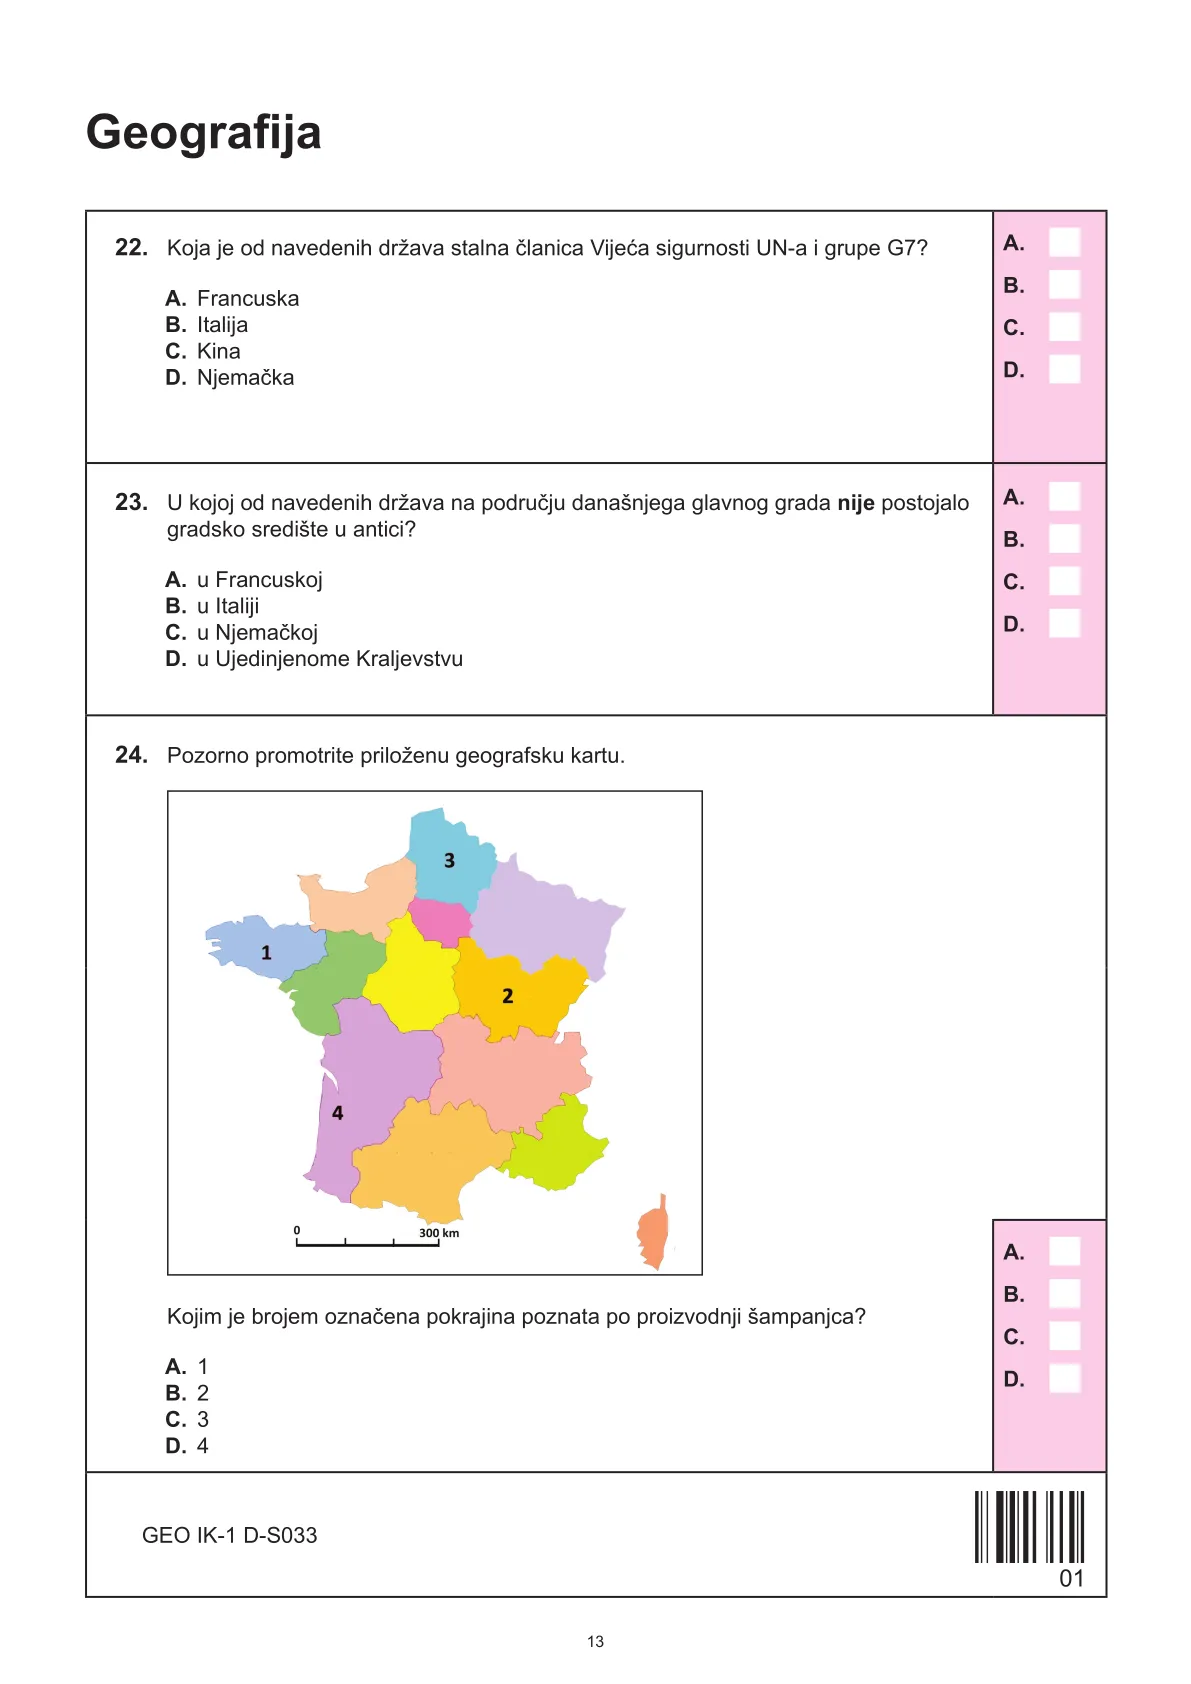 Geografija
22. Koja je od navedenih država stalna članica Vijeća sigurnosti UN-a i grupe G7?
A. Francuska
B. Italija
C. Kina
D. Njemačka
A.
B.
C.
D.
23. U kojoj od navedenih država na području današnjega glavnog grada nije postojalo
gradsko središte u antici?
A. u Francuskoj
B. u Italiji
C. u Njemačkoj
D. u Ujedinjenome Kraljevstvu
A.
B.
C.
D.
24. Pozorno promotrite priloženu geografsku kartu.
3
1
2
4
0 300 km
Kojim je brojem označena pokrajina poznata po proizvodnji šampanjca?
A. 1
B. 2
C. 3
D. 4
A.
B.
C.
D.
GEO IK-1 D-S033
01
13